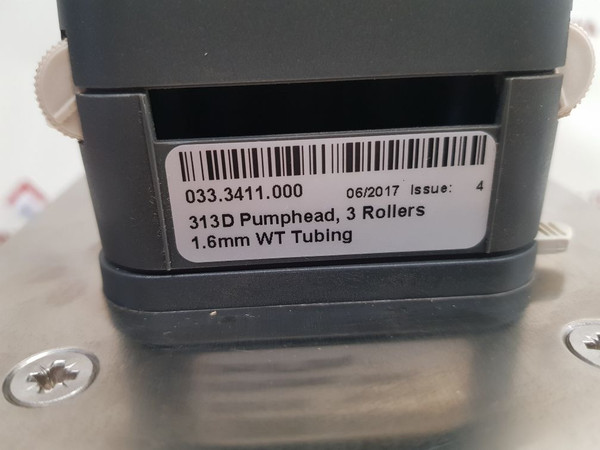 033.3411.000 06/2017 Issue: 4
313D Pumphead, 3 Rollers
1.6mm WT Tubing